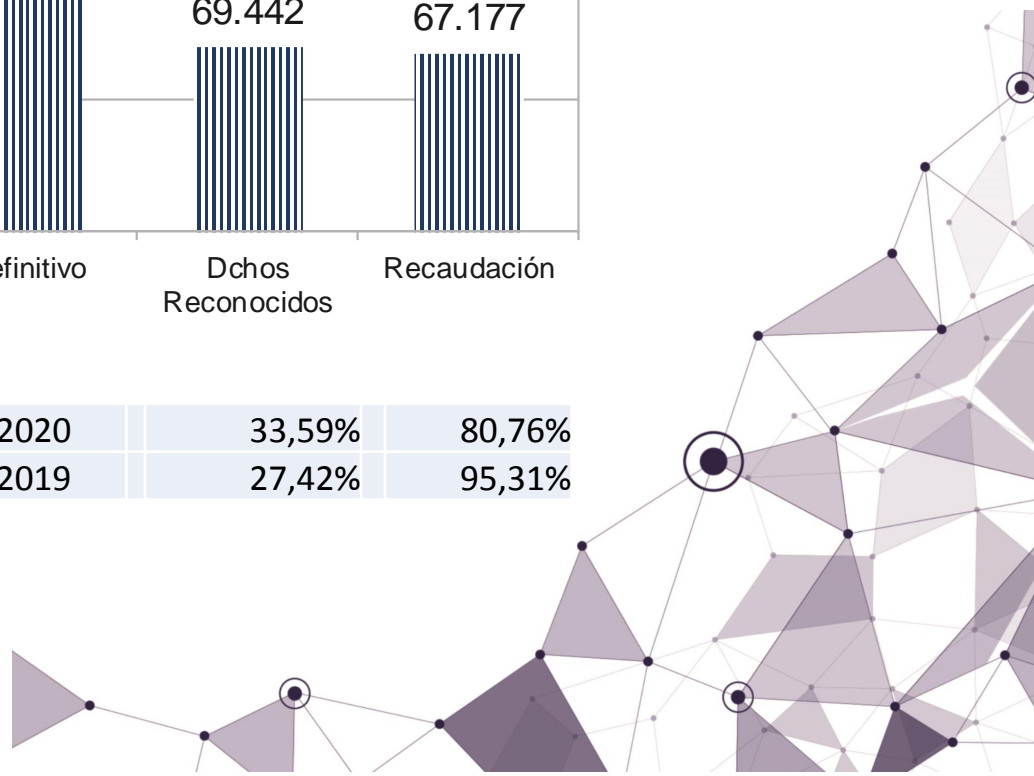 69.442
67.177
efinitivo
Dchos
Reconocidos
Recaudación
2020 33,59% 80,76%
2019 27,42% 95,31%